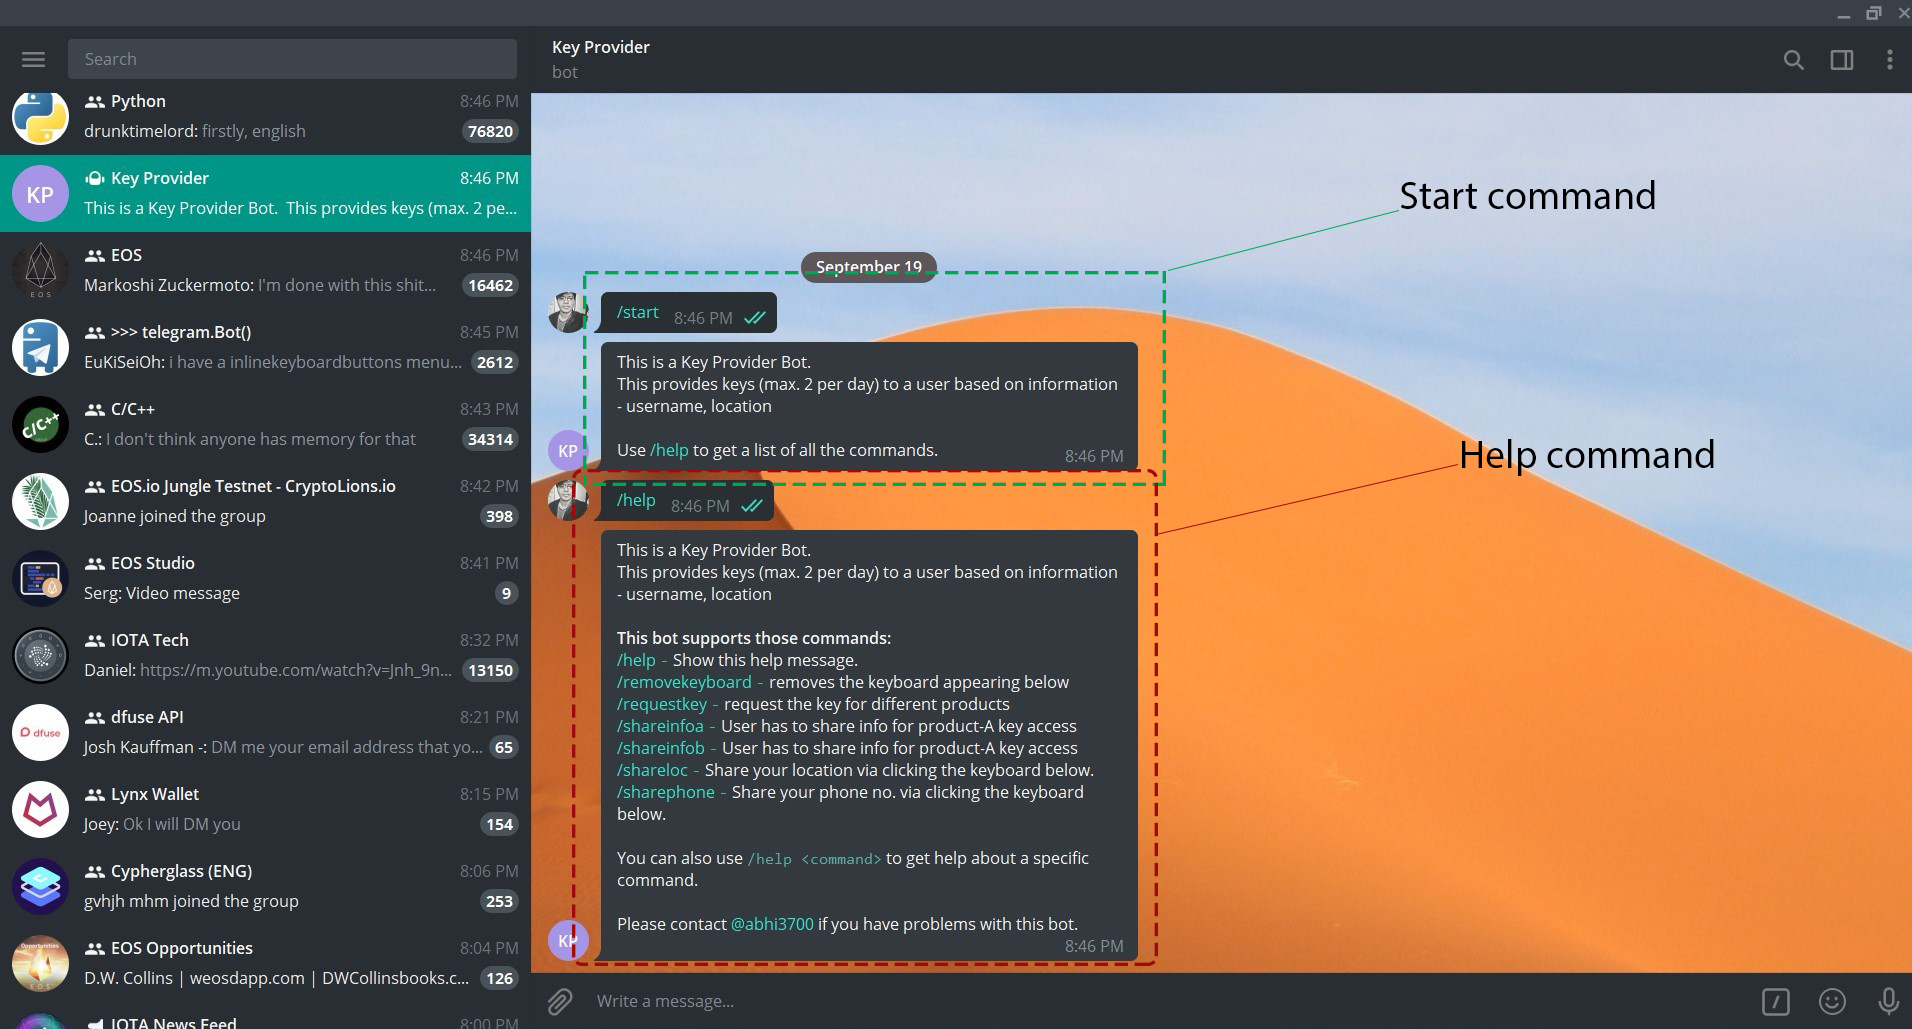 Search
Python 8:46 PM
drunktimelord: firstly, english 76820
KP
Key Provider 8:46 PM
This is a Key Provider Bot. This provides keys (max. 2 pe...
EOS 8:46 PM
EOS
Markoshi Zuckermoto: I'm done with this shit... 16462
>>> telegram.Bot() 8:45 PM
EuKiSeiOh: i have a inlinekeyboardbuttons menu... 2612
C/C++
C/C++ 8:43 PM
C.: I don't think anyone has memory for that 34314
EOS.io Jungle Testnet - CryptoLions.io 8:42 PM
Joanne joined the group 398
EOS Studio 8:41 PM
Serg: Video message 9
IOTA Tech 8:32 PM
Daniel: https://m.youtube.com/watch?v=Jnh_9n... 13150
dfuse
dfuse API 8:21 PM
Josh Kauffman -: DM me your email address that yo... 65
Lynx Wallet 8:15 PM
Joey: Ok I will DM you 154
Cypherglass (ENG) 8:06 PM
gvhjh mhm joined the group 253
Opportunities
EOS
EOS Opportunities 8:04 PM
D.W. Collins | weosdapp.com | DWCollinsbooks.c... 126
IOTA News Feed 8:00 PM
Key Provider
bot
Start command
September 19
/start 8:46 PM
This is a Key Provider Bot.
This provides keys (max. 2 per day) to a user based on information
- username, location
Use /help to get a list of all the commands.
KP
8:46 PM
Help command
/help 8:46 PM
This is a Key Provider Bot.
This provides keys (max. 2 per day) to a user based on information
- username, location
This bot supports those commands:
/help - Show this help message.
/removekeyboard - removes the keyboard appearing below
/requestkey - request the key for different products
/shareinfoa - User has to share info for product-A key access
/shareinfob - User has to share info for product-A key access
/shareloc - Share your location via clicking the keyboard below.
/sharephone - Share your phone no. via clicking the keyboard
below.
You can also use /help <command> to get help about a specific
command.
Please contact @abhi3700 if you have problems with this bot.
KP
8:46 PM
Write a message...